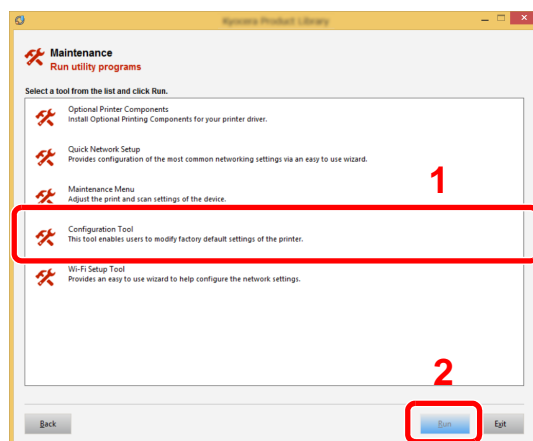 Kyocera Product Library
Maintenance
Run utility programs
Select a tool from the list and click Run.
Optional Printer Components
Install Optional Printing Components for your printer driver.
Quick Network Setup
Provides configuration of the most common networking settings via an easy to use wizard.
1
Maintenance Menu
Adjust the print and scan settings of the device.
Configuration Tool
This tool enables users to modify factory default settings of the printer.
Wi-Fi Setup Tool
Provides an easy to use wizard to help configure the network settings.
2
Back
Run
Exit